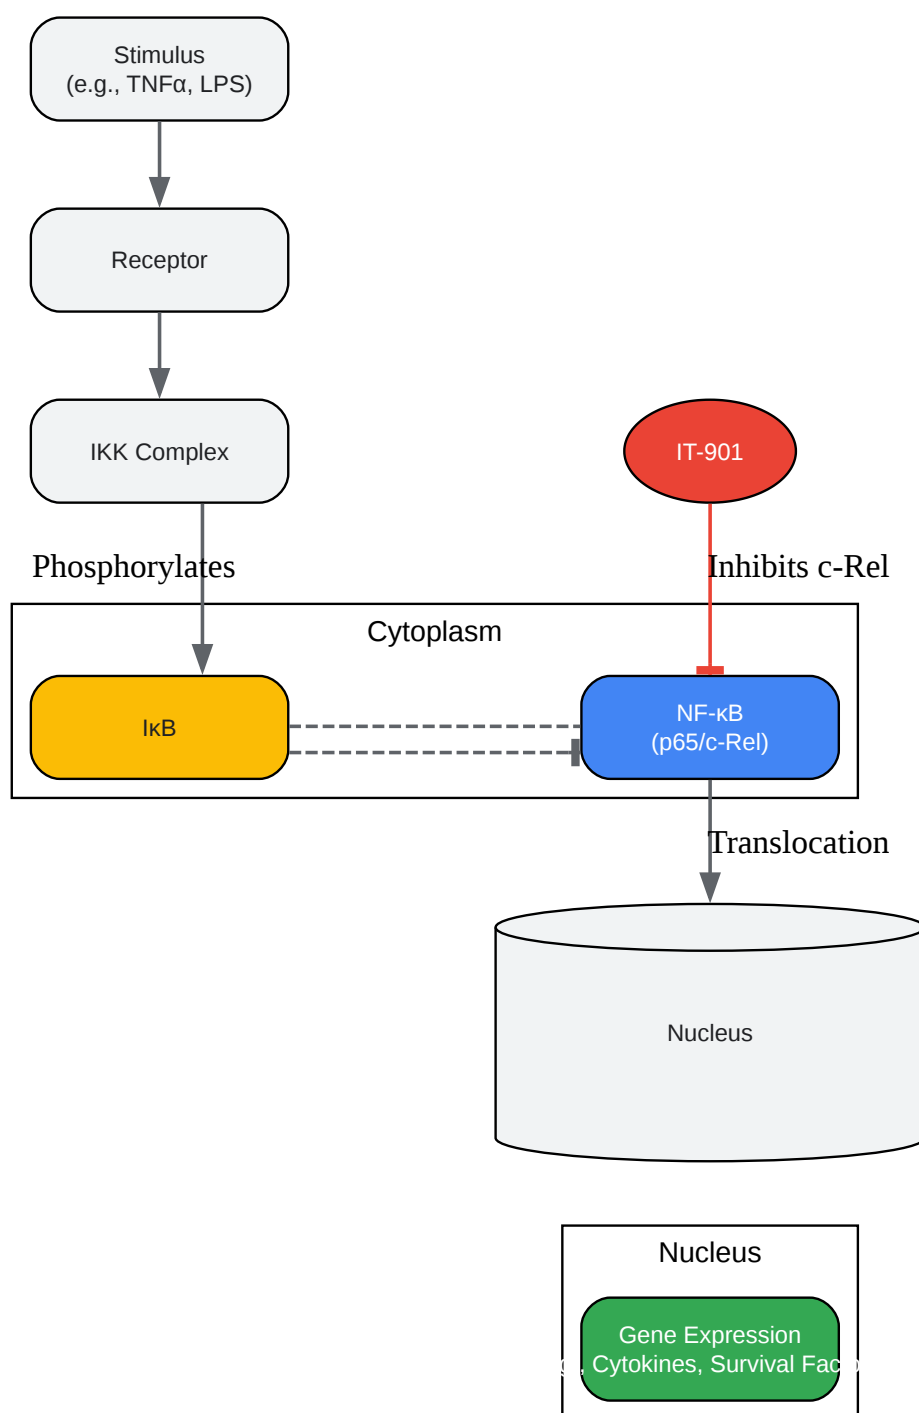 Stimulus
(e.g., TNFα, LPS)
Receptor
IKK Complex
IT-901
Phosphorylates
Inhibits c-Rel
Cytoplasm
IκB
NF-κB
(p65/c-Rel)
Translocation
Nucleus
Nucleus
Gene Expression
, Cytokines, Survival